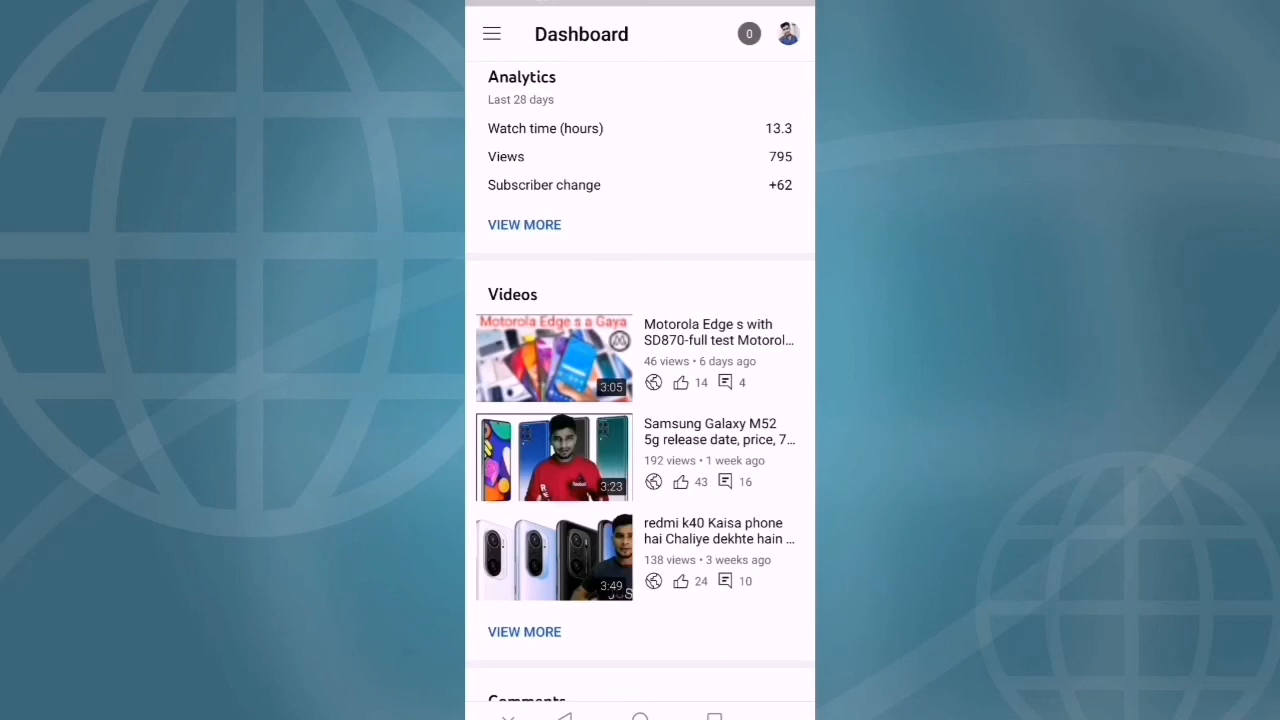 Dashboard
0
Analytics
Last 28 days
Watch time (hours) 13.3
Views 795
Subscriber change +62
VIEW MORE
Videos
Motorola Edge s a Gaya
3:05
Motorola Edge s with
SD870-full test Motorol...
46 views • 6 days ago
14 4
3:23
Samsung Galaxy M52
5g release date, price, 7...
192 views • 1 week ago
43 16
3:49
redmi k40 Kaisa phone
hai Chaliye dekhte hain ...
138 views • 3 weeks ago
24 10
VIEW MORE
Comments